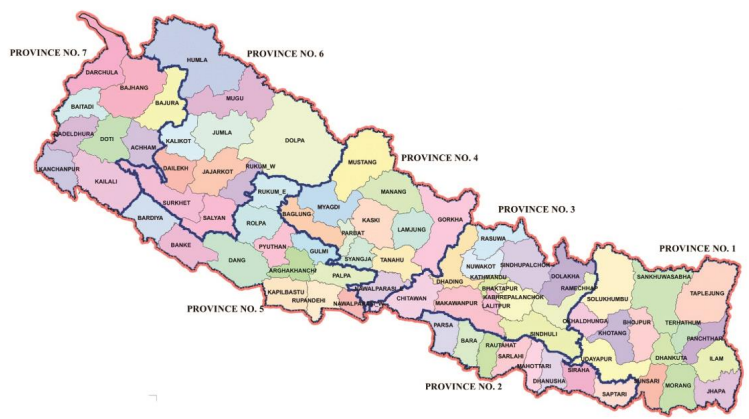 PROVINCE NO. 7
PROVINCE NO. 6
HUMLA
DARCHULA
BAJHANG
BAJURA
MUGU
BAITADI
DADELDHURA
DOTI
ACHHAM
KALIKOT
JUMLA
DOLPA
KANCHANPUR
KAILALI
DAILEKH
JAJARKOT
RUKUM_W
SURKHET
SALYAN
BARDIYA
BANKE
PROVINCE NO. 4
MUSTANG
MANANG
RUKUM_E
MYAGDI
BAGLUNG
KASKI
GORKHA
PARBAT
LAMJUNG
ROLPA
PYUTHAN
GULMI
SYANGJA
TANAHU
DANG
ARGHAKHANCHI
PALPA
KAPILBASTU
RUPANDEHI
PROVINCE NO. 5
PROVINCE NO. 3
RASUWA
NUWAKOT
SINDHUPALCHOK
KATHMANDU
DOLAKHA
DHADING
BHAKTAPUR
RAMECHHAP
KABHREPALANCHOK
LALITPUR
CHITAWAN
MAKAWANPUR
SINDHULI
PROVINCE NO. 1
SANKHUWASABHA
TAPLEJUNG
SOLUKHUMBU
OKHALDHUNGA
KHOTANG
BHOJPUR
TERHATHUM
PANCHTHAR
DHANKUTA
ILAM
UDAYAPUR
SUNSARI
MORANG
JHAPA
PARSA
BARA
RAUTAHAT
SARLAHI
MAHOTTARI
DHANUSHA
SIRAHA
SAPTARI
PROVINCE NO. 2